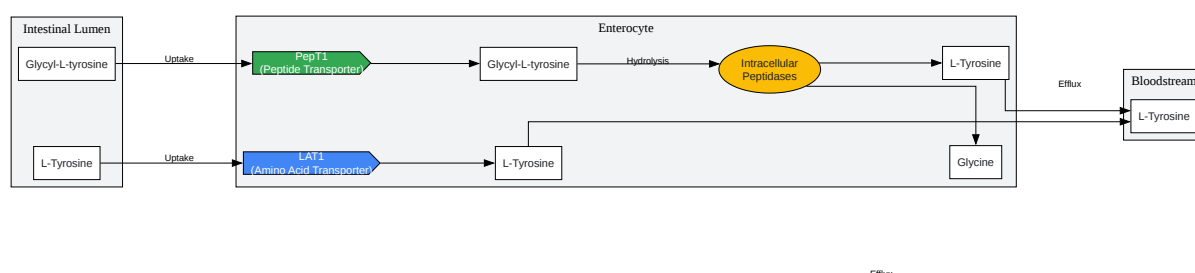 Intestinal Lumen
Enterocyte
Glycyl-L-tyrosine
Uptake
PepT1
(Peptide Transporter)
Glycyl-L-tyrosine
Hydrolysis
Intracellular
Peptidases
L-Tyrosine
Efflux
Bloodstream
L-Tyrosine
L-Tyrosine
Uptake
LAT1
(Amino Acid Transporter)
L-Tyrosine
Glycine
Efflux